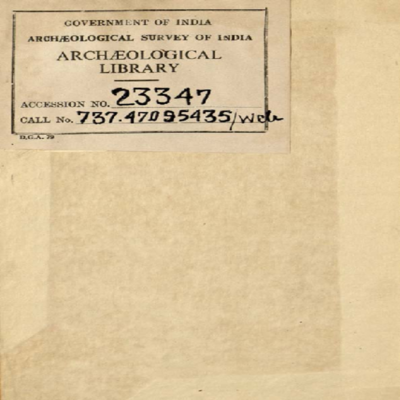 GOVERNMENT OF INDIA
ARCHÆOLOGICAL SURVEY OF INDIA
ARCHÆOLOGICAL
LIBRARY
ACCESSION NO. 23347
CALL No. 737.47095435/Web
D.G.A. 79